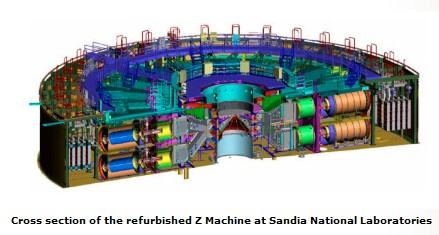 Cross section of the refurbished Z Machine at Sandia National Laboratories